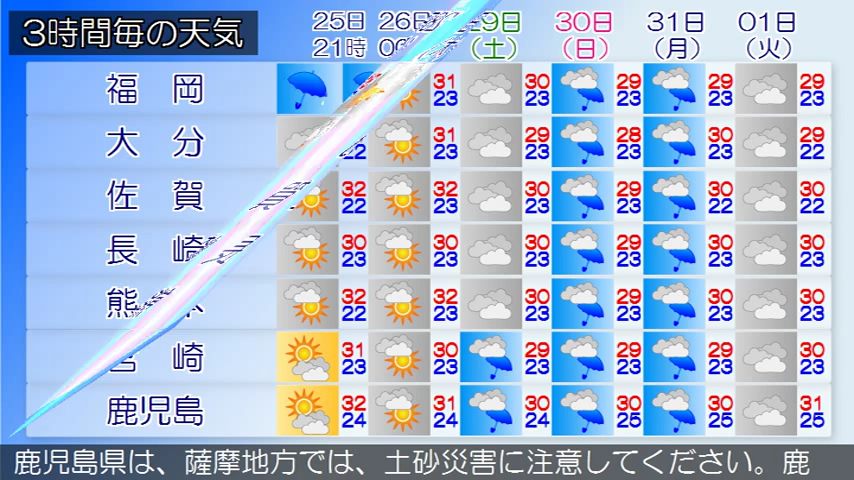 3時間毎の天気
25日 26日 29日 30日 31日 01日
21時 (土) (日) (月) (火)
福 岡 31 23 30 23 29 23 29 23 29 23
大 分 22 31 23 29 23 28 23 30 23 29 22
佐 賀 32 22 32 23 30 23 29 23 30 22 30 22
長 崎 30 23 30 23 30 23 29 23 30 23 30 23
熊 本 32 22 32 23 30 23 29 23 30 23 30 23
宮 崎 31 23 30 23 29 23 29 23 29 23 30 23
鹿児島 32 24 31 24 30 24 30 25 30 25 31 25
鹿児島県は、薩摩地方では、土砂災害に注意してください。鹿